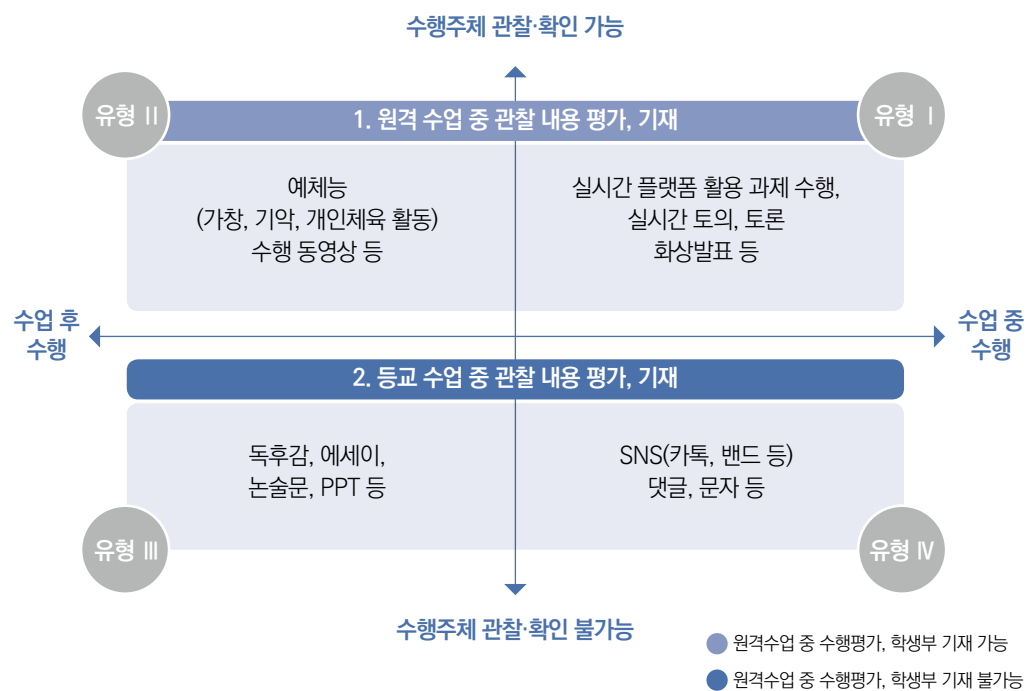 수행주체 관찰·확인 가능
유형 Ⅱ
1. 원격 수업 중 관찰 내용 평가, 기재
유형 Ⅰ
예체능
(가창, 기악, 개인체육 활동)
수행 동영상 등
실시간 플랫폼 활용 과제 수행,
실시간 토의, 토론
화상발표 등
수업 후
수행
수업 중
수행
2. 등교 수업 중 관찰 내용 평가, 기재
독후감, 에세이,
논술문, PPT 등
SNS(카톡, 밴드 등)
댓글, 문자 등
유형 Ⅲ
유형 Ⅳ
수행주체 관찰·확인 불가능
원격수업 중 수행평가, 학생부 기재 가능
원격수업 중 수행평가, 학생부 기재 불가능